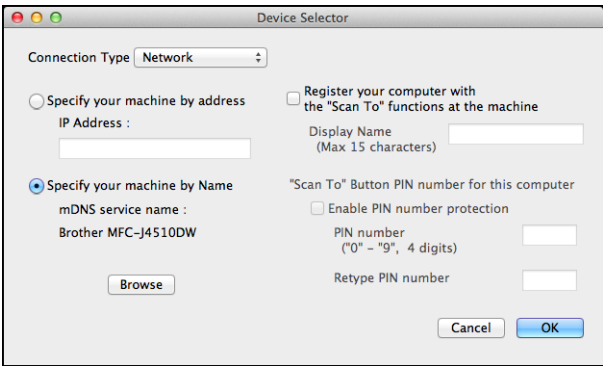 Device Selector
Connection Type Network
Specify your machine by address
IP Address :
Specify your machine by Name
mDNS service name :
Brother MFC-J4510DW
Browse
Register your computer with
the "Scan To" functions at the machine
Display Name
(Max 15 characters)
"Scan To" Button PIN number for this computer
Enable PIN number protection
PIN number
("0" - "9", 4 digits)
Retype PIN number
Cancel OK